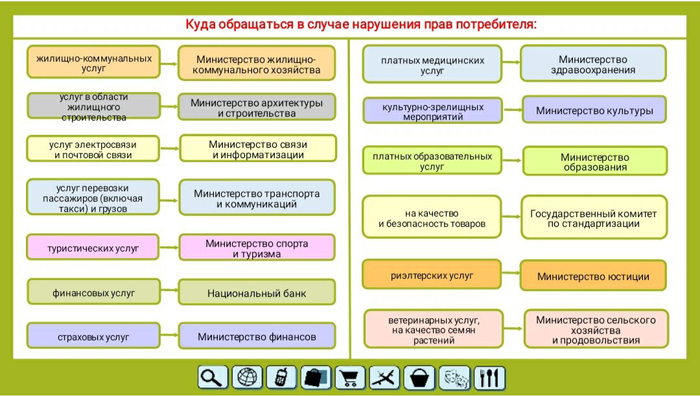 Куда обращаться в случае нарушения прав потребителя:
жилищно-коммунальных
услуг
Министерство жилищно-
коммунального хозяйства
услуг в области
жилищного
строительства
Министерство архитектуры
и строительства
услуг электросвязи
и почтовой связи
Министерство связи
и информатизации
услуг перевозки
пассажиров (включая
такси) и грузов
Министерство транспорта
и коммуникаций
туристических услуг
Министерство спорта
и туризма
финансовых услуг
Национальный банк
страховых услуг
Министерство финансов
платных медицинских
услуг
Министерство
здравоохранения
культурно-зрелищных
мероприятий
Министерство культуры
платных образовательных
услуг
Министерство
образования
на качество
и безопасность товаров
Государственный комитет
по стандартизации
риэлтерских услуг
Министерство юстиции
ветеринарных услуг,
на качество семян
растений
Министерство сельского
хозяйства
и продовольствия